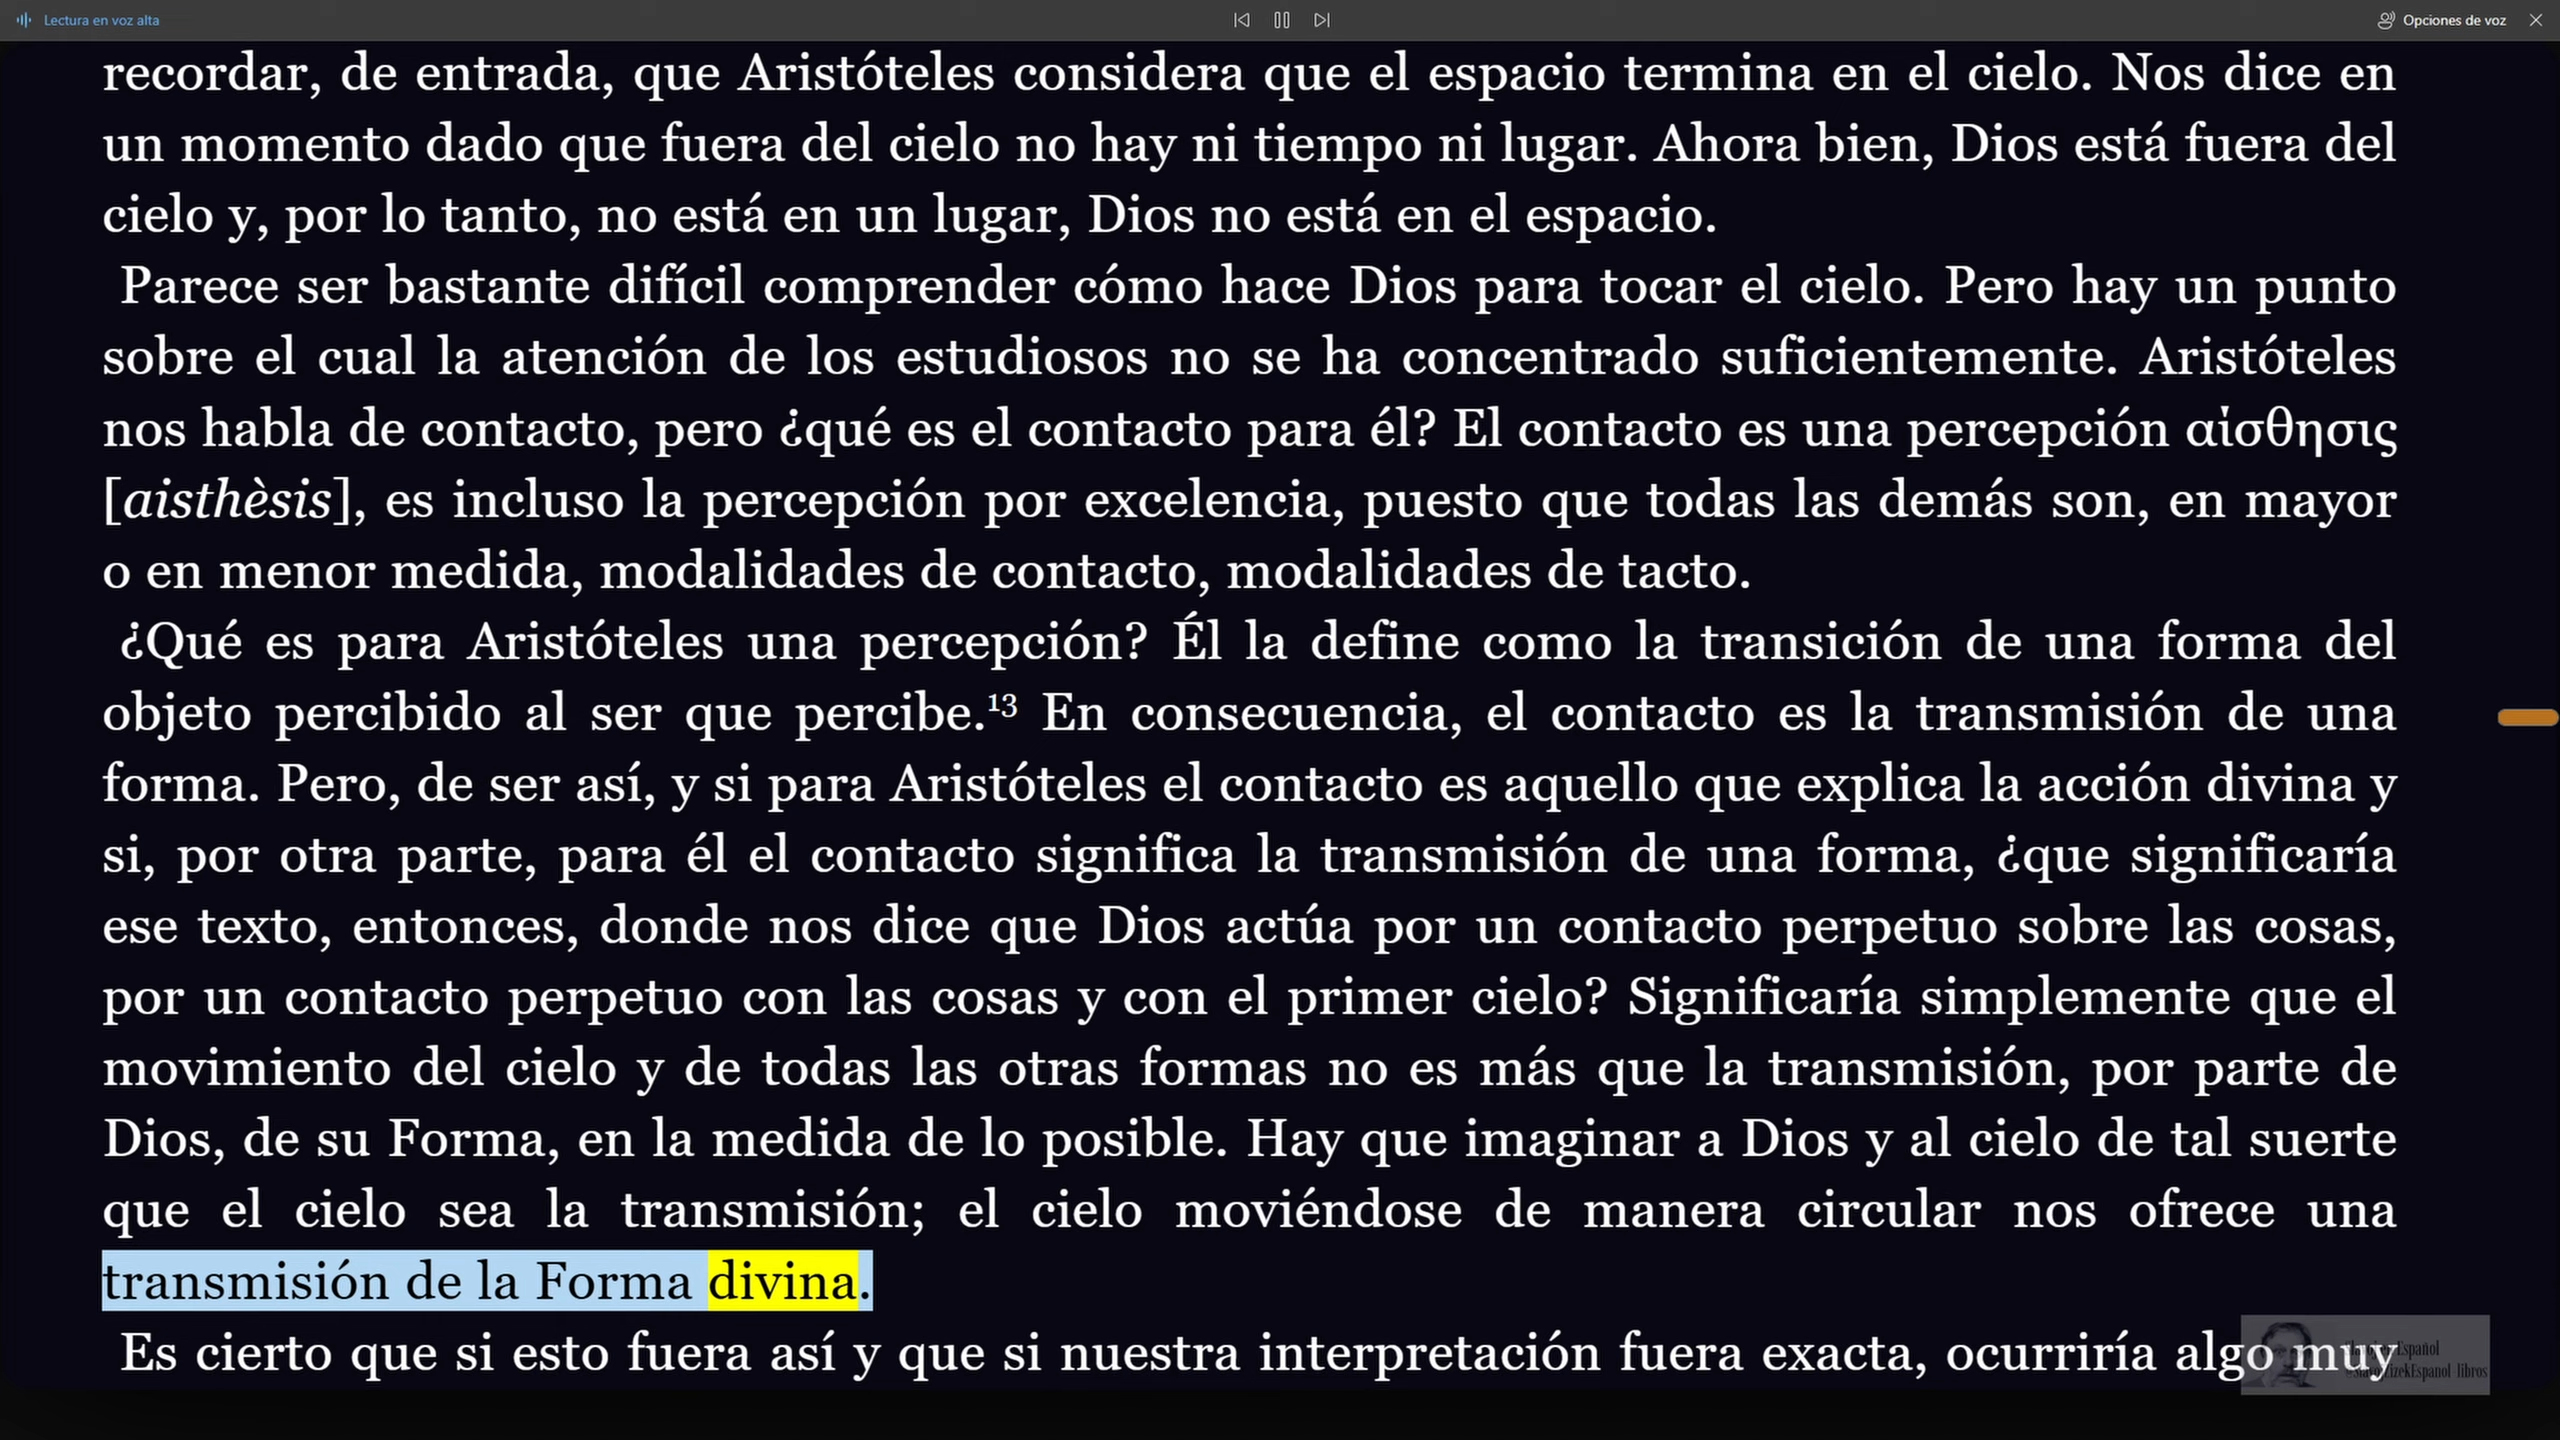 Lectura en voz alta
Opciones de voz
recordar, de entrada, que Aristóteles considera que el espacio termina en el cielo. Nos dice en
un momento dado que fuera del cielo no hay ni tiempo ni lugar. Ahora bien, Dios está fuera del
cielo y, por lo tanto, no está en un lugar, Dios no está en el espacio.
Parece ser bastante difícil comprender cómo hace Dios para tocar el cielo. Pero hay un punto
sobre el cual la atención de los estudiosos no se ha concentrado suficientemente. Aristóteles
nos habla de contacto, pero ¿qué es el contacto para él? El contacto es una percepción αἴσθησις
[aisthèsis], es incluso la percepción por excelencia, puesto que todas las demás son, en mayor
o en menor medida, modalidades de contacto, modalidades de tacto.
¿Qué es para Aristóteles una percepción? Él la define como la transición de una forma del
objeto percibido al ser que percibe.¹³ En consecuencia, el contacto es la transmisión de una
forma. Pero, de ser así, y si para Aristóteles el contacto es aquello que explica la acción divina y
si, por otra parte, para él el contacto significa la transmisión de una forma, ¿que significaría
ese texto, entonces, donde nos dice que Dios actúa por un contacto perpetuo sobre las cosas,
por un contacto perpetuo con las cosas y con el primer cielo? Significaría simplemente que el
movimiento del cielo y de todas las otras formas no es más que la transmisión, por parte de
Dios, de su Forma, en la medida de lo posible. Hay que imaginar a Dios y al cielo de tal suerte
que el cielo sea la transmisión; el cielo moviéndose de manera circular nos ofrece una
transmisión de la Forma divina.
Es cierto que si esto fuera así y que si nuestra interpretación fuera exacta, ocurriría algo muy
Español